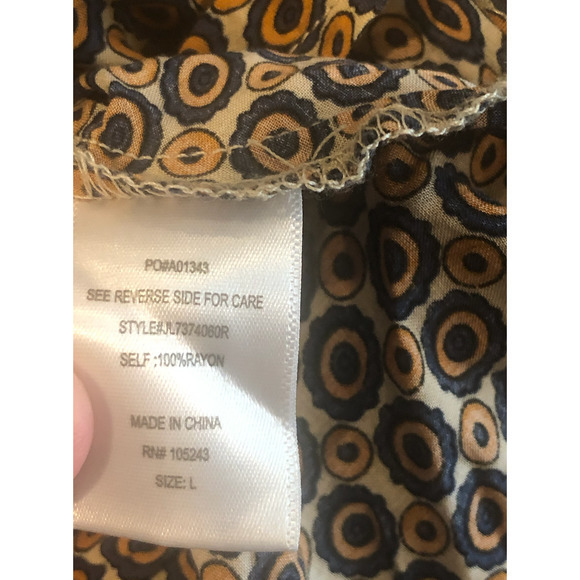 PO#A01343
SEE REVERSE SIDE FOR CARE
STYLE#JL7374060R
SELF ;100%RAYON
MADE IN CHINA
RN# 105243
SIZE: L